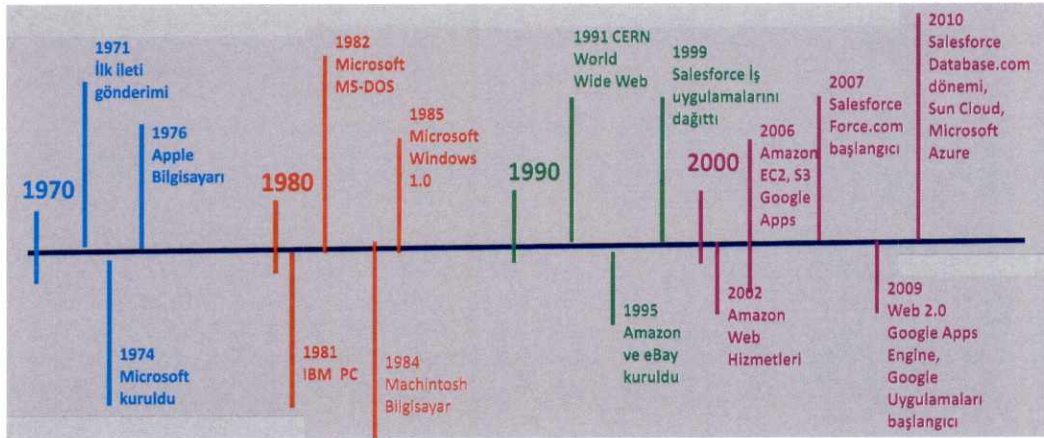 1971
İlk ileti
gönderimi
1976
Apple
Bilgisayarı
1970
1974
Microsoft
kuruldu
1982
Microsoft
MS-DOS
1985
Microsoft
Windows
1.0
1980
1981
IBM PC
1984
Machintosh
Bilgisayar
1991 CERN
World
Wide Web
1999
Salesforce İş
uygulamalarını
dağıttı
1990
1995
Amazon
ve eBay
kuruldu
2000
2006
Amazon
EC2, S3
Google
Apps
2007
Salesforce
Force.com
başlangıcı
2010
Salesforce
Database.com
dönemi,
Sun Cloud,
Microsoft
Azure
2002
Amazon
Web
Hizmetleri
2009
Web 2.0
Google Apps
Engine,
Google
Uygulamaları
başlangıcı